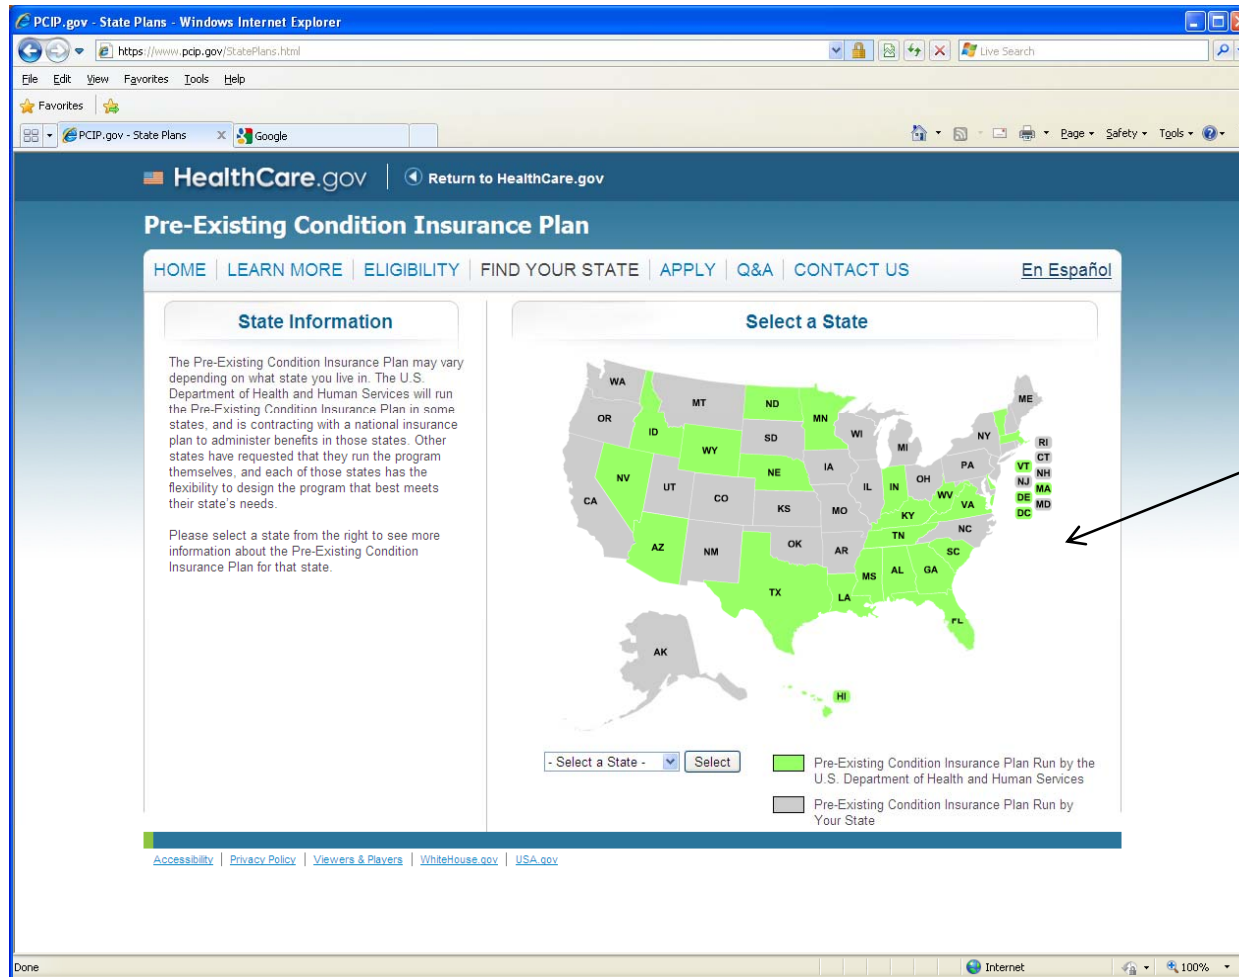 PCIP.gov - State Plans - Windows Internet Explorer
https://www.pcip.gov/StatePlans.html
Live Search
File Edit View Favorites Tools Help
Favorites
PCIP.gov - State Plans X Google
Page Safety Tools
HealthCare.gov Return to HealthCare.gov
Pre-Existing Condition Insurance Plan
HOME LEARN MORE ELIGIBILITY FIND YOUR STATE APPLY Q&A CONTACT US En Español
State Information
The Pre-Existing Condition Insurance Plan may vary
depending on what state you live in. The U.S.
Department of Health and Human Services will run
the Pre-Existing Condition Insurance Plan in some
states, and is contracting with a national insurance
plan to administer benefits in those states. Other
states have requested that they run the program
themselves, and each of those states has the
flexibility to design the program that best meets
their state's needs.
Please select a state from the right to see more
information about the Pre-Existing Condition
Insurance Plan for that state.
Select a State
WA
MT
ND
MN
ME
OR
ID
WY
SD
WI
MI
NY
RI
CT
VT
NH
NJ
MA
DE
MD
DC
NV
UT
CO
NE
IA
IL
IN
OH
PA
WV
VA
CA
KS
MO
KY
NC
AZ
NM
OK
AR
TN
SC
MS
AL
GA
TX
LA
FL
AK
HI
- Select a State - Select
Pre-Existing Condition Insurance Plan Run by the
U.S. Department of Health and Human Services
Pre-Existing Condition Insurance Plan Run by
Your State
Accessibility Privacy Policy Viewers & Players WhiteHouse.gov USA.gov
Done Internet 100%